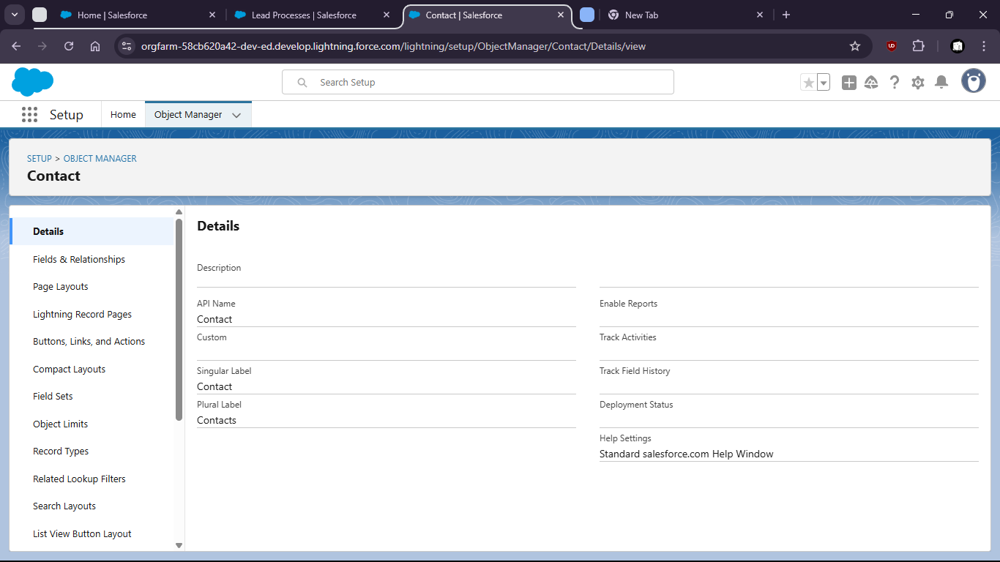 Home | Salesforce
Lead Processes | Salesforce
Contact | Salesforce
New Tab
orgfarm-58cb620a42-dev-ed.develop.lightning.force.com/lightning/setup/ObjectManager/Contact/Details/view
Search Setup
Setup
Home
Object Manager
SETUP > OBJECT MANAGER
Contact
Details
Fields & Relationships
Page Layouts
Lightning Record Pages
Buttons, Links, and Actions
Compact Layouts
Field Sets
Object Limits
Record Types
Related Lookup Filters
Search Layouts
List View Button Layout
Details
Description
API Name
Contact
Custom
Singular Label
Contact
Plural Label
Contacts
Enable Reports
Track Activities
Track Field History
Deployment Status
Help Settings
Standard salesforce.com Help Window